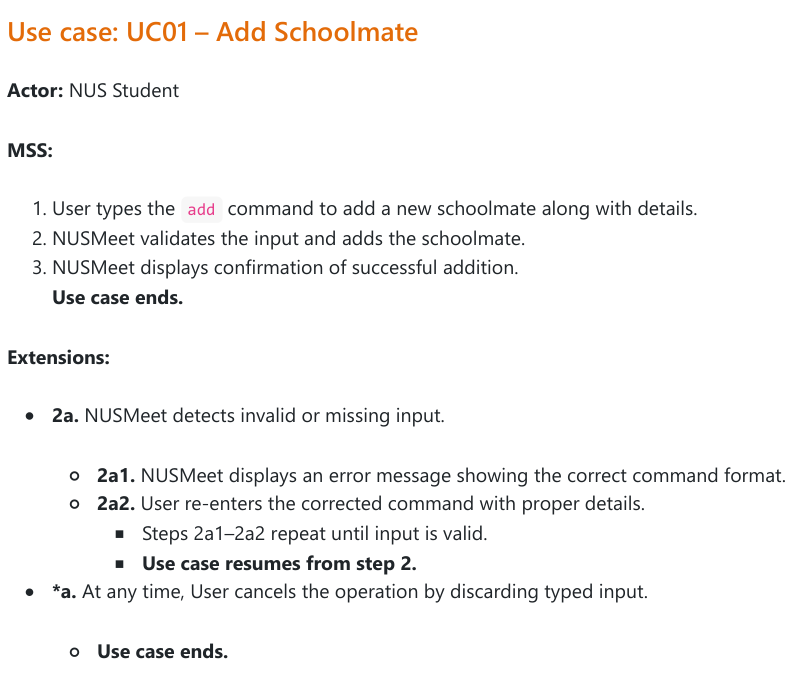 Use case: UC01 – Add Schoolmate
Actor: NUS Student
MSS:
1. User types the add command to add a new schoolmate along with details.
2. NUSMeet validates the input and adds the schoolmate.
3. NUSMeet displays confirmation of successful addition.
Use case ends.
Extensions:
• 2a. NUSMeet detects invalid or missing input.
○ 2a1. NUSMeet displays an error message showing the correct command format.
○ 2a2. User re-enters the corrected command with proper details.
▪ Steps 2a1–2a2 repeat until input is valid.
▪ Use case resumes from step 2.
• *a. At any time, User cancels the operation by discarding typed input.
○ Use case ends.